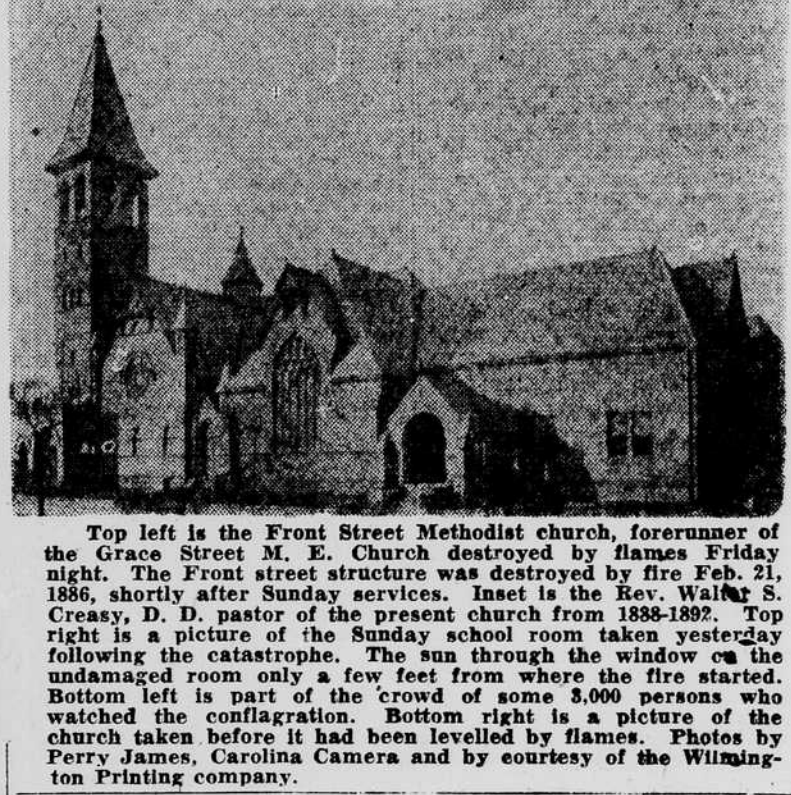 Top left is the Front Street Methodist church, forerunner of
the Grace Street M. E. Church destroyed by flames Friday
night. The Front street structure was destroyed by fire Feb. 21,
1886, shortly after Sunday services. Inset is the Rev. Walter S.
Creasy, D. D. pastor of the present church from 1888-1892. Top
right is a picture of the Sunday school room taken yesterday
following the catastrophe. The sun through the window on the
undamaged room only a few feet from where the fire started.
Bottom left is part of the crowd of some 3,000 persons who
watched the conflagration. Bottom right is a picture of the
church taken before it had been levelled by flames. Photos by
Perry James, Carolina Camera and by eourtesy of the Wilming-
ton Printing company.